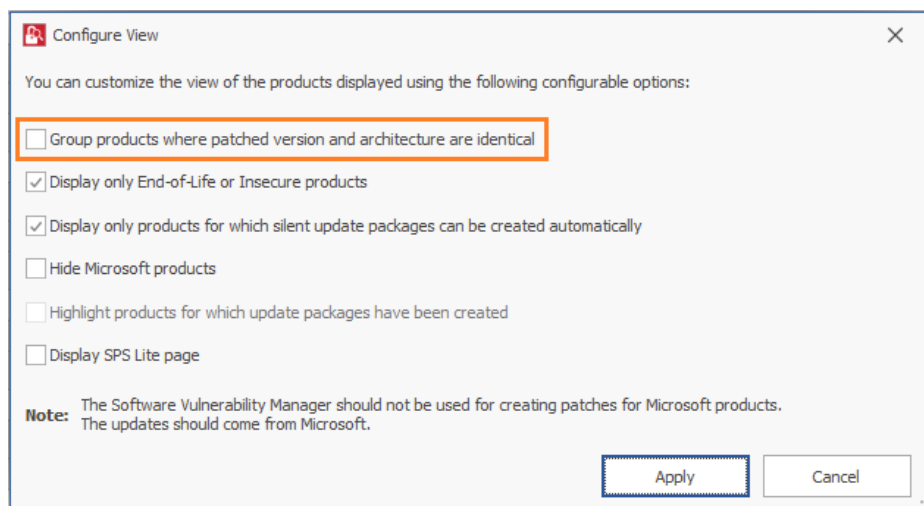 Configure View
You can customize the view of the products displayed using the following configurable options:
Group products where patched version and architecture are identical
Display only End-of-Life or Insecure products
Display only products for which silent update packages can be created automatically
Hide Microsoft products
Highlight products for which update packages have been created
Display SPS Lite page
Note: The Software Vulnerability Manager should not be used for creating patches for Microsoft products.
The updates should come from Microsoft.
Apply Cancel